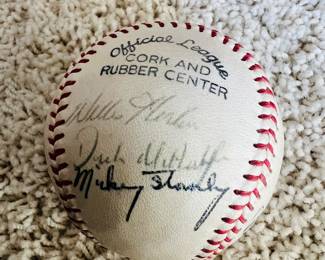 Official League
CORK AND
RUBBER CENTER
Willie Horton
Dick McAuliffe
Mickey Stanley